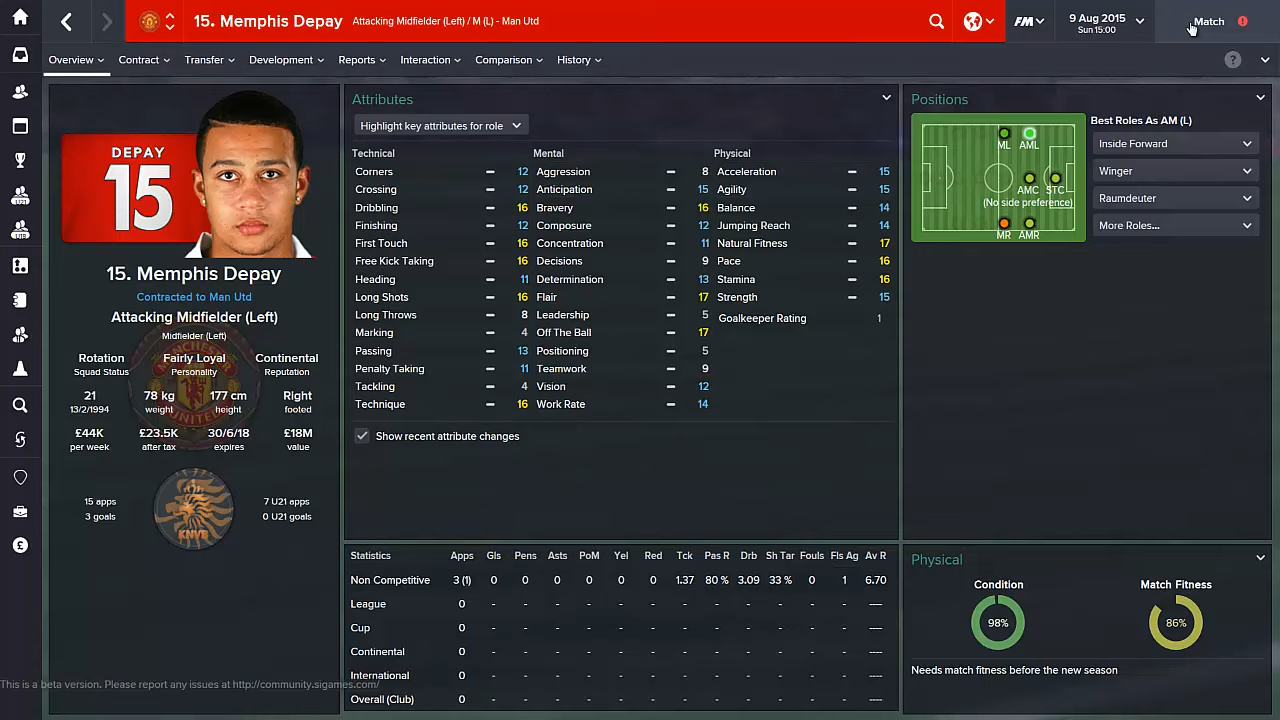 15. Memphis Depay Attacking Midfielder (Left) / M (L) - Man Utd
FM
9 Aug 2015
Sun 15:00
Match
Overview Contract Transfer Development Reports Interaction Comparison History
DEPAY
15
15. Memphis Depay
Contracted to Man Utd
Attacking Midfielder (Left)
Midfielder (Left)
Rotation Fairly Loyal Continental
Squad Status Personality Reputation
21 78 kg 177 cm Right
13/2/1994 weight height footed
£44K £23.5K 30/6/18 £18M
per week after tax expires value
15 apps 7 U21 apps
3 goals 0 U21 goals
KNVB
Attributes
Highlight key attributes for role
Technical Mental Physical
Corners - 12 Aggression - 8 Acceleration - 15
Crossing - 12 Anticipation - 15 Agility - 15
Dribbling - 16 Bravery - 16 Balance - 14
Finishing - 12 Composure - 12 Jumping Reach - 14
First Touch - 16 Concentration - 11 Natural Fitness - 17
Free Kick Taking - 16 Decisions - 9 Pace - 16
Heading - 11 Determination - 13 Stamina - 16
Long Shots - 16 Flair - 17 Strength - 15
Long Throws - 8 Leadership - 5 Goalkeeper Rating 1
Marking - 4 Off The Ball - 17
Passing - 13 Positioning - 5
Penalty Taking - 11 Teamwork - 9
Tackling - 4 Vision - 12
Technique - 16 Work Rate - 14
Show recent attribute changes
Positions
ML AML
AMC STC
(No side preference)
MR AMR
Best Roles As AM (L)
Inside Forward
Winger
Raumdeuter
More Roles...
Statistics Apps Gls Pens Asts PoM Yel Red Tck Pas R Drb Sh Tar Fouls Fls Ag Av R
Non Competitive 3 (1) 0 0 0 0 0 0 1.37 80 % 3.09 33 % 0 1 6.70
League 0 - - - - - - - - - - - - ----
Cup 0 - - - - - - - - - - - - ----
Continental 0 - - - - - - - - - - - - ----
International 0 - - - - - - - - - - - - ----
Overall (Club) 0 - - - - - - - - - - - - ----
Physical
Condition Match Fitness
98% 86%
Needs match fitness before the new season
This is a beta version. Please report any issues at http://community.sigames.com/